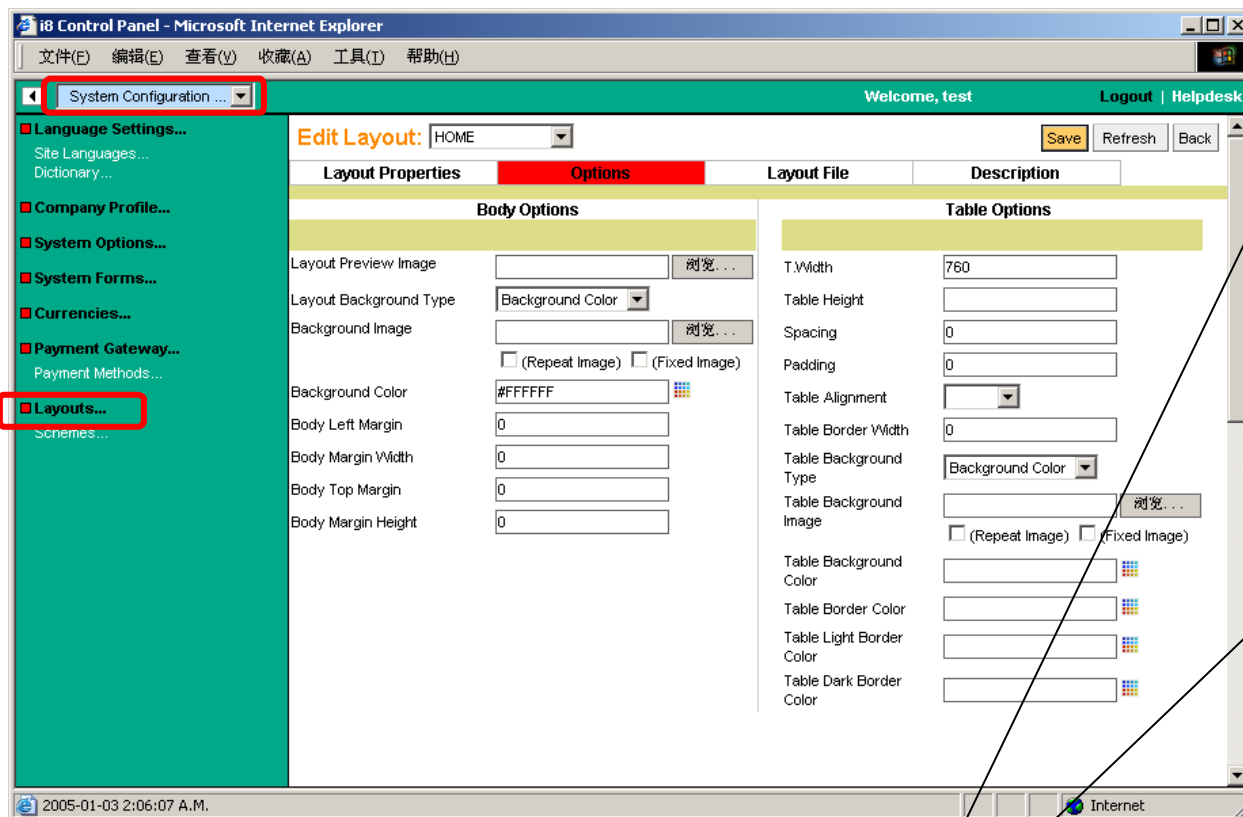 i8 Control Panel - Microsoft Internet Explorer
文件(F) 编辑(E) 查看(V) 收藏(A) 工具(T) 帮助(H)
System Configuration ...
Welcome, test
Logout | Helpdesk
Language Settings...
Site Languages...
Dictionary...
Company Profile...
System Options...
System Forms...
Currencies...
Payment Gateway...
Payment Methods...
Layouts...
Schemes...
Edit Layout: HOME
Save Refresh Back
Layout Properties Options Layout File Description
Body Options
Layout Preview Image 浏览...
Layout Background Type Background Color
Background Image 浏览...
(Repeat Image) (Fixed Image)
Background Color #FFFFFF
Body Left Margin 0
Body Margin Width 0
Body Top Margin 0
Body Margin Height 0
Table Options
T.Width 760
Table Height
Spacing 0
Padding 0
Table Alignment
Table Border Width 0
Table Background
Type
Background Color
Table Background
Image
浏览...
(Repeat Image) (Fixed Image)
Table Background
Color
Table Border Color
Table Light Border
Color
Table Dark Border
Color
2005-01-03 2:06:07 A.M.
Internet